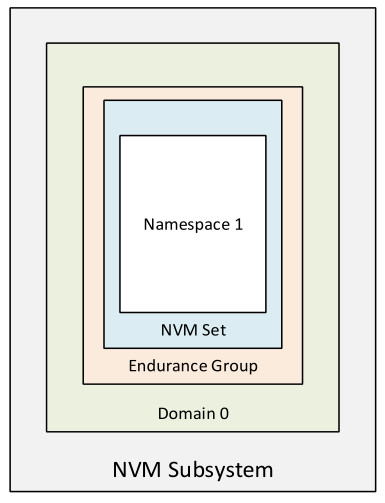 Namespace 1
NVM Set
Endurance Group
Domain 0
NVM Subsystem